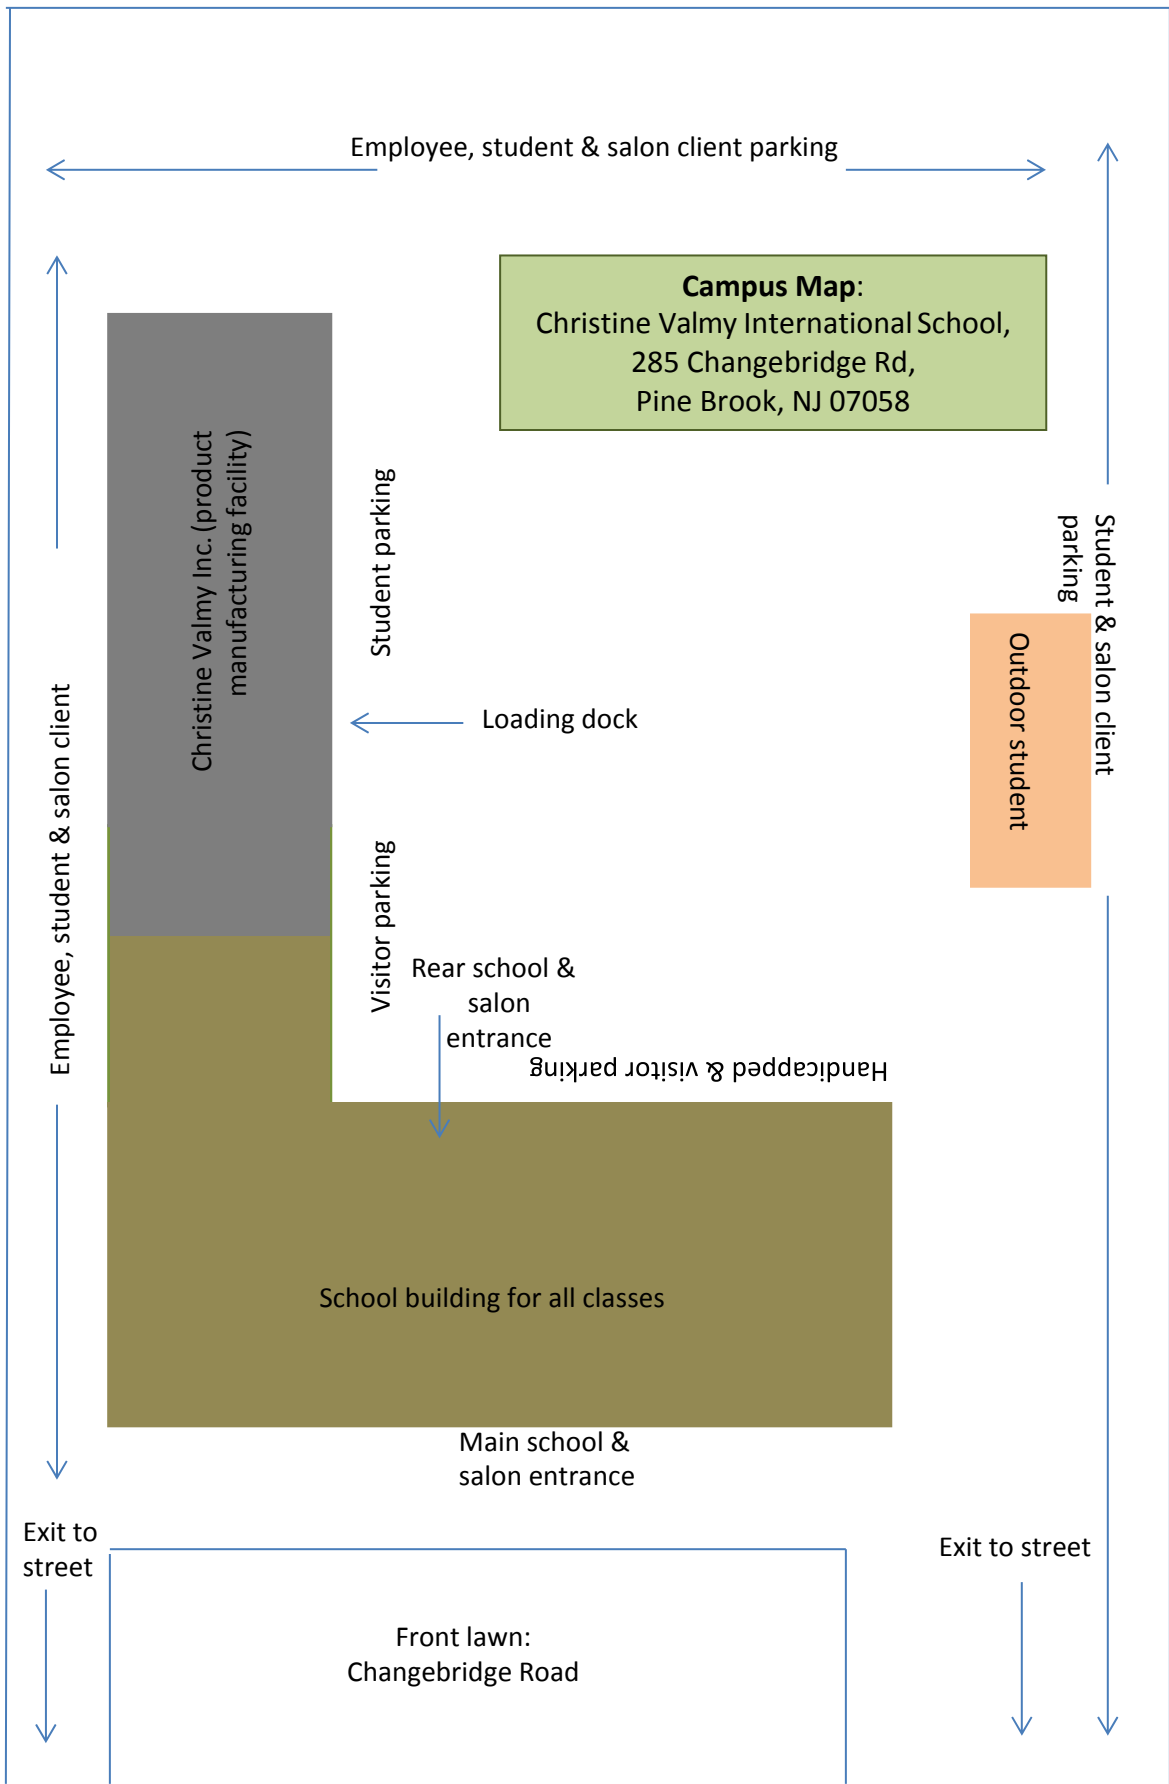 Employee, student & salon client parking
Campus Map:
Christine Valmy International School,
285 Changebridge Rd,
Pine Brook, NJ 07058
Christine Valmy Inc. (product
manufacturing facility)
Student parking
Student & salon client
parking
Outdoor student
Loading dock
Employee, student & salon client
Visitor parking
Rear school &
salon
entrance
Handicapped & visitor parking
School building for all classes
Main school &
salon entrance
Exit to
street
Exit to street
Front lawn:
Changebridge Road